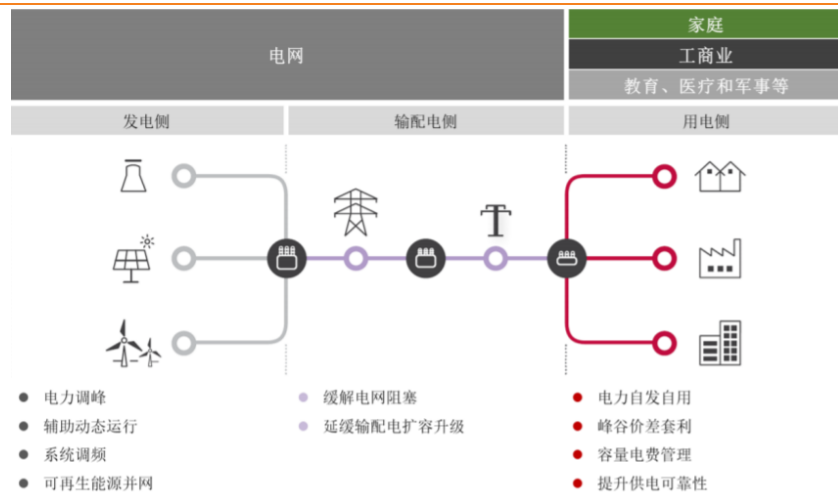 电网
家庭
工商业
教育、医疗和军事等
发电侧
输配电侧
用电侧
电力调峰
辅助动态运行
系统调频
可再生能源并网
缓解电网阻塞
延缓输配电扩容升级
电力自发自用
峰谷价差套利
容量电费管理
提升供电可靠性